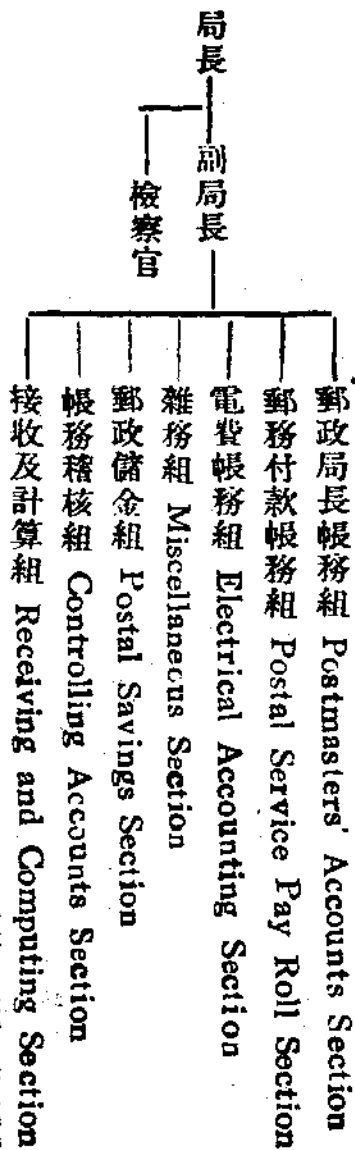 局長
副局長
檢察官
郵政局長帳務組 Postmasters' Accounts Section
郵務付款帳務組 Postal Service Pay Roll Section
電費帳務組 Electrical Accounting Section
雜務組 Miscellaneous Section
郵政儲金組 Postal Savings Section
帳務稽核組 Controlling Accounts Section
接收及計算組 Receiving and Computing Section